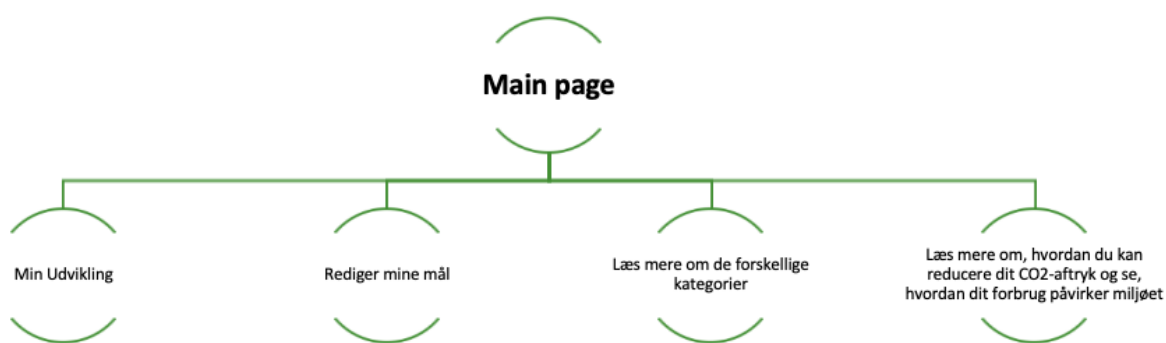 Main page
Min Udvikling
Rediger mine mål
Læs mere om de forskellige
kategorier
Læs mere om, hvordan du kan
reducere dit CO2-aftryk og se,
hvordan dit forbrug påvirker miljøet